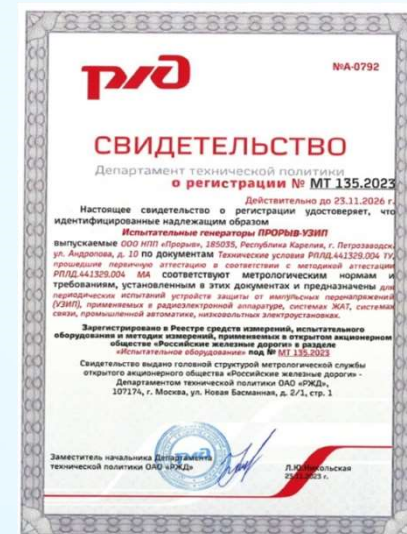 №А-0792
РЖД
СВИДЕТЕЛЬСТВО
Департамент технической политики
о регистрации № МТ 135.2023
Действительно до 23.11.2026 г.
Настоящее свидетельство о регистрации удостоверяет, что
идентифицированные надлежащим образом
Испытательные генераторы ПРОРЫВ-УЗИП
выпускаемые ООО НПП «Прорыв», 185035, Республика Карелия, г. Петрозаводск,
ул. Андропова, д. 10 по документам Технические условия РПЛД.441329.004 ТУ,
прошедшие первичную аттестацию в соответствии с методикой аттестации
РПЛД.441329.004 МА соответствуют метрологическим нормам и
требованиям, установленным в этих документах и предназначены для
периодических испытаний устройств защиты от импульсных перенапряжений
(УЗИП), применяемых в радиоэлектронной аппаратуре, системах ЖАТ, системах
связи, промышленной автоматике, низковольтных электроустановках.
Зарегистрировано в Реестре средств измерений, испытательного
оборудования и методик измерений, применяемых в открытом акционерном
обществе «Российские железные дороги» в разделе
«Испытательное оборудование» под № МТ 135.2023
Свидетельство выдано головной структурой метрологической службы
открытого акционерного общества «Российские железные дороги» -
Департаментом технической политики ОАО «РЖД»,
107174, г. Москва, ул. Новая Басманная, д. 2/1, стр. 1
Заместитель начальника Департамента
технической политики ОАО «РЖД»
Л.Ю.Никольская
2023 г.